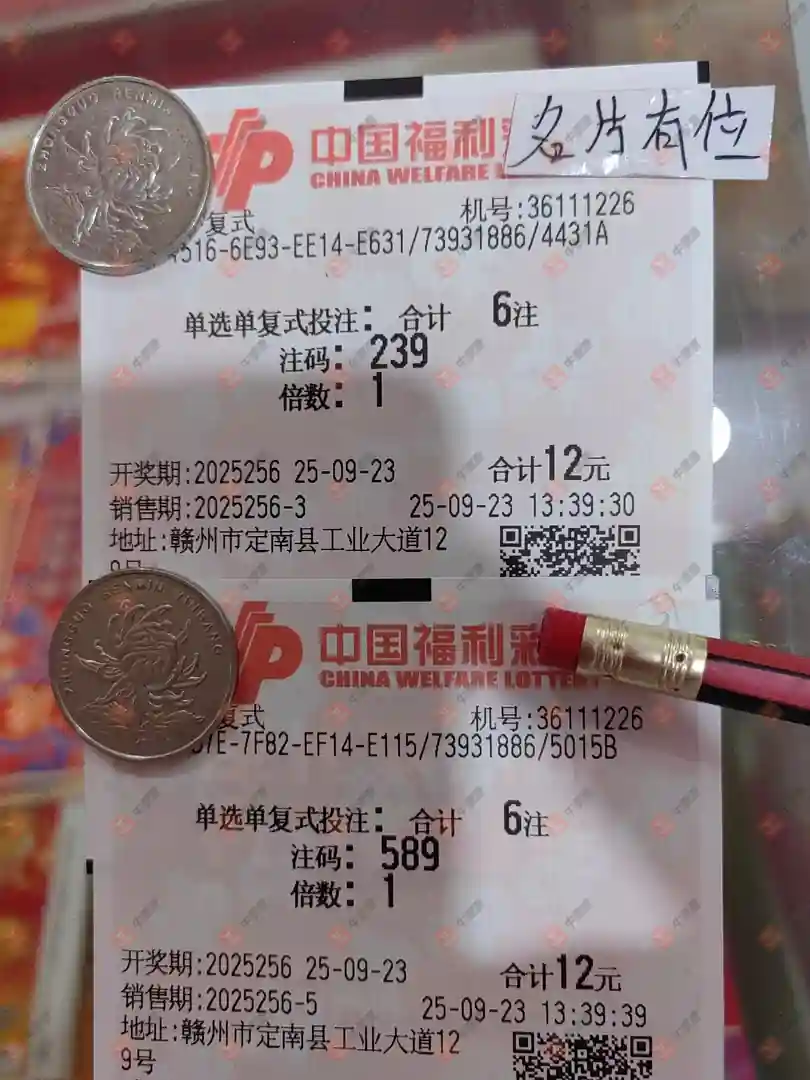 名片有位
中国福利彩
CHINA WELFARE L
复式
机号:36111226
516-6E93-EE14-E631/73931886/4431A
单选单复式投注: 合计 6注
注码: 239
倍数: 1
开奖期:2025256 25-09-23 合计12元
销售期:2025256-3 25-09-23 13:39:30
地址:赣州市定南县工业大道12
9号
ZHONGGUO RENMIN
中国福利彩
CHINA WELFARE LOTTERY
复式
机号:36111226
7E-7F82-EF14-E115/73931886/5015B
单选单复式投注: 合计 6注
注码: 589
倍数: 1
开奖期:2025256 25-09-23 合计12元
销售期:2025256-5 25-09-23 13:39:39
地址:赣州市定南县工业大道12
9号
ZHONGGUO RENMIN YINHANG